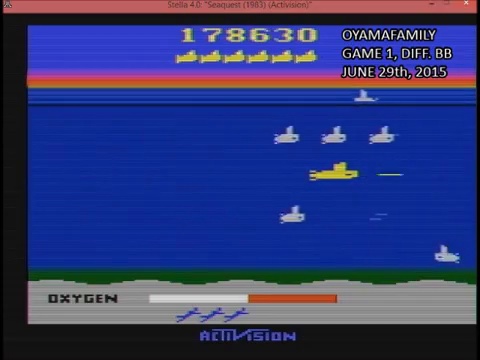 Stella 4.0: "Seaquest (1983) (Activision)"
178630
OYAMAFAMILY
GAME 1, DIFF. BB
JUNE 29th, 2015
OXYGEN
ACTIVISION